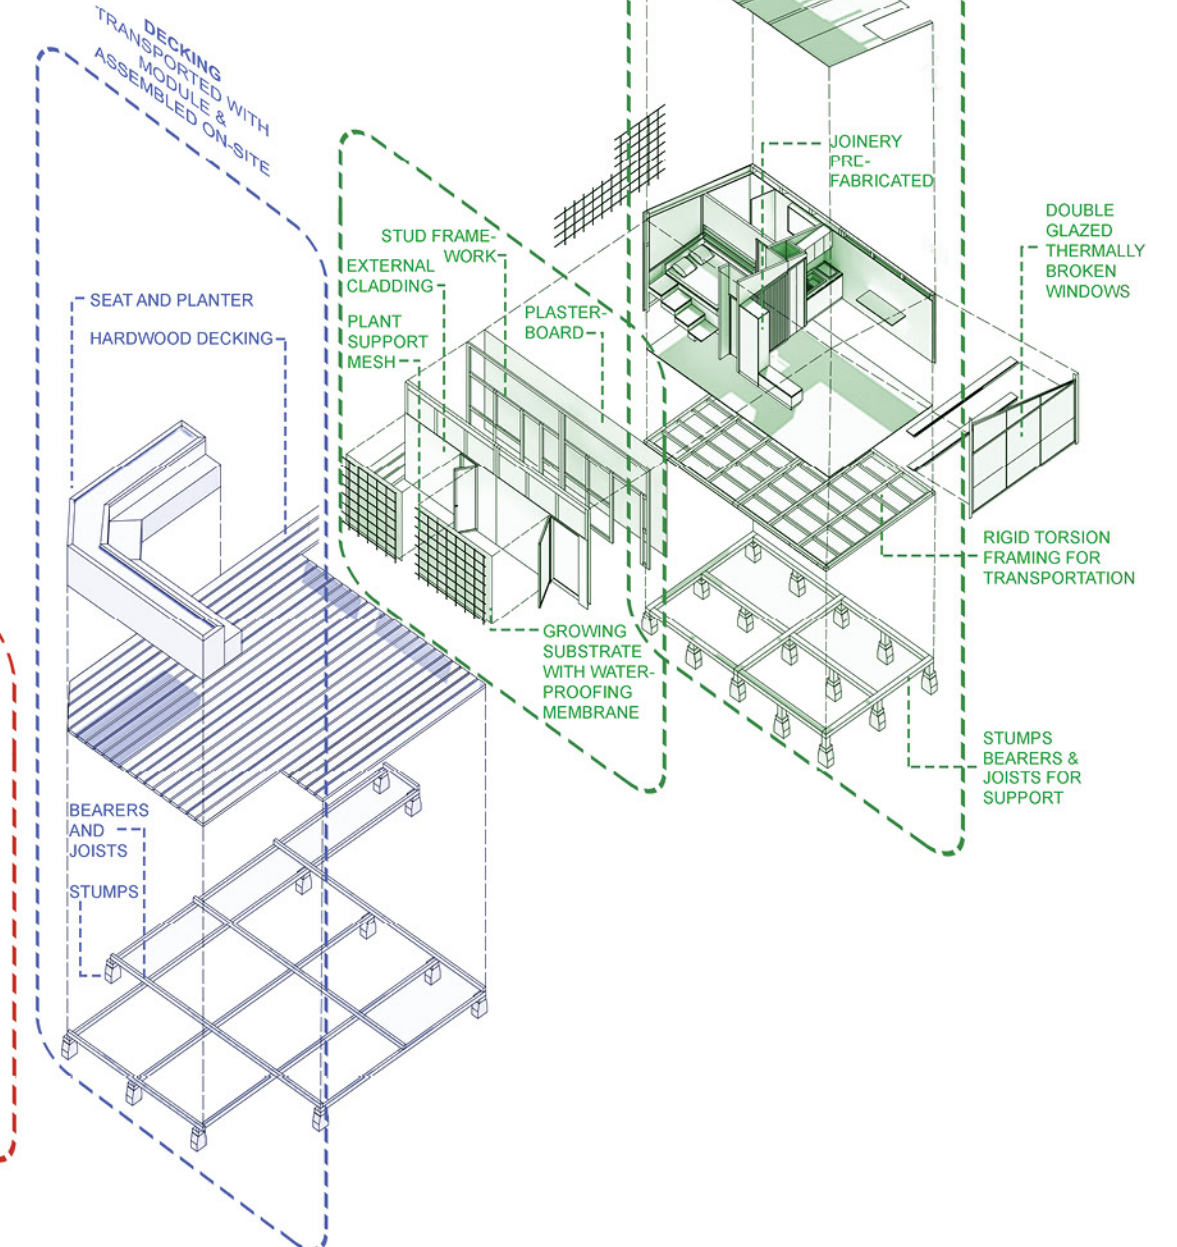 DECKING
TRANSPORTED WITH
MODULE &
ASSEMBLED ON-SITE
SEAT AND PLANTER
HARDWOOD DECKING
BEARERS
AND
JOISTS
STUMPS
STUD FRAME-
WORK
EXTERNAL
CLADDING
PLANT
SUPPORT
MESH
PLASTER-
BOARD
GROWING
SUBSTRATE
WITH WATER-
PROOFING
MEMBRANE
JOINERY
PRE-
FABRICATED
DOUBLE
GLAZED
THERMALLY
BROKEN
WINDOWS
RIGID TORSION
FRAMING FOR
TRANSPORTATION
STUMPS
BEARERS &
JOISTS FOR
SUPPORT